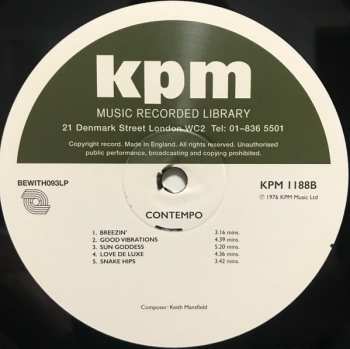 kpm
MUSIC RECORDED LIBRARY
21 Denmark Street London WC2 Tel: 01-836 5501
Copyright record. Made in England. All rights reserved. Unauthorised
public performance, broadcasting and copying prohibited.
BEWITH093LP
KPM 1188B
℗ 1976 KPM Music Ltd
CONTEMPO
1. BREEZIN' 3.16 mins.
2. GOOD VIBRATIONS 4.39 mins.
3. SUN GODDESS 5.20 mins.
4. LOVE DE LUXE 4.36 mins.
5. SNAKE HIPS 3.42 mins.
Composer: Keith Mansfield